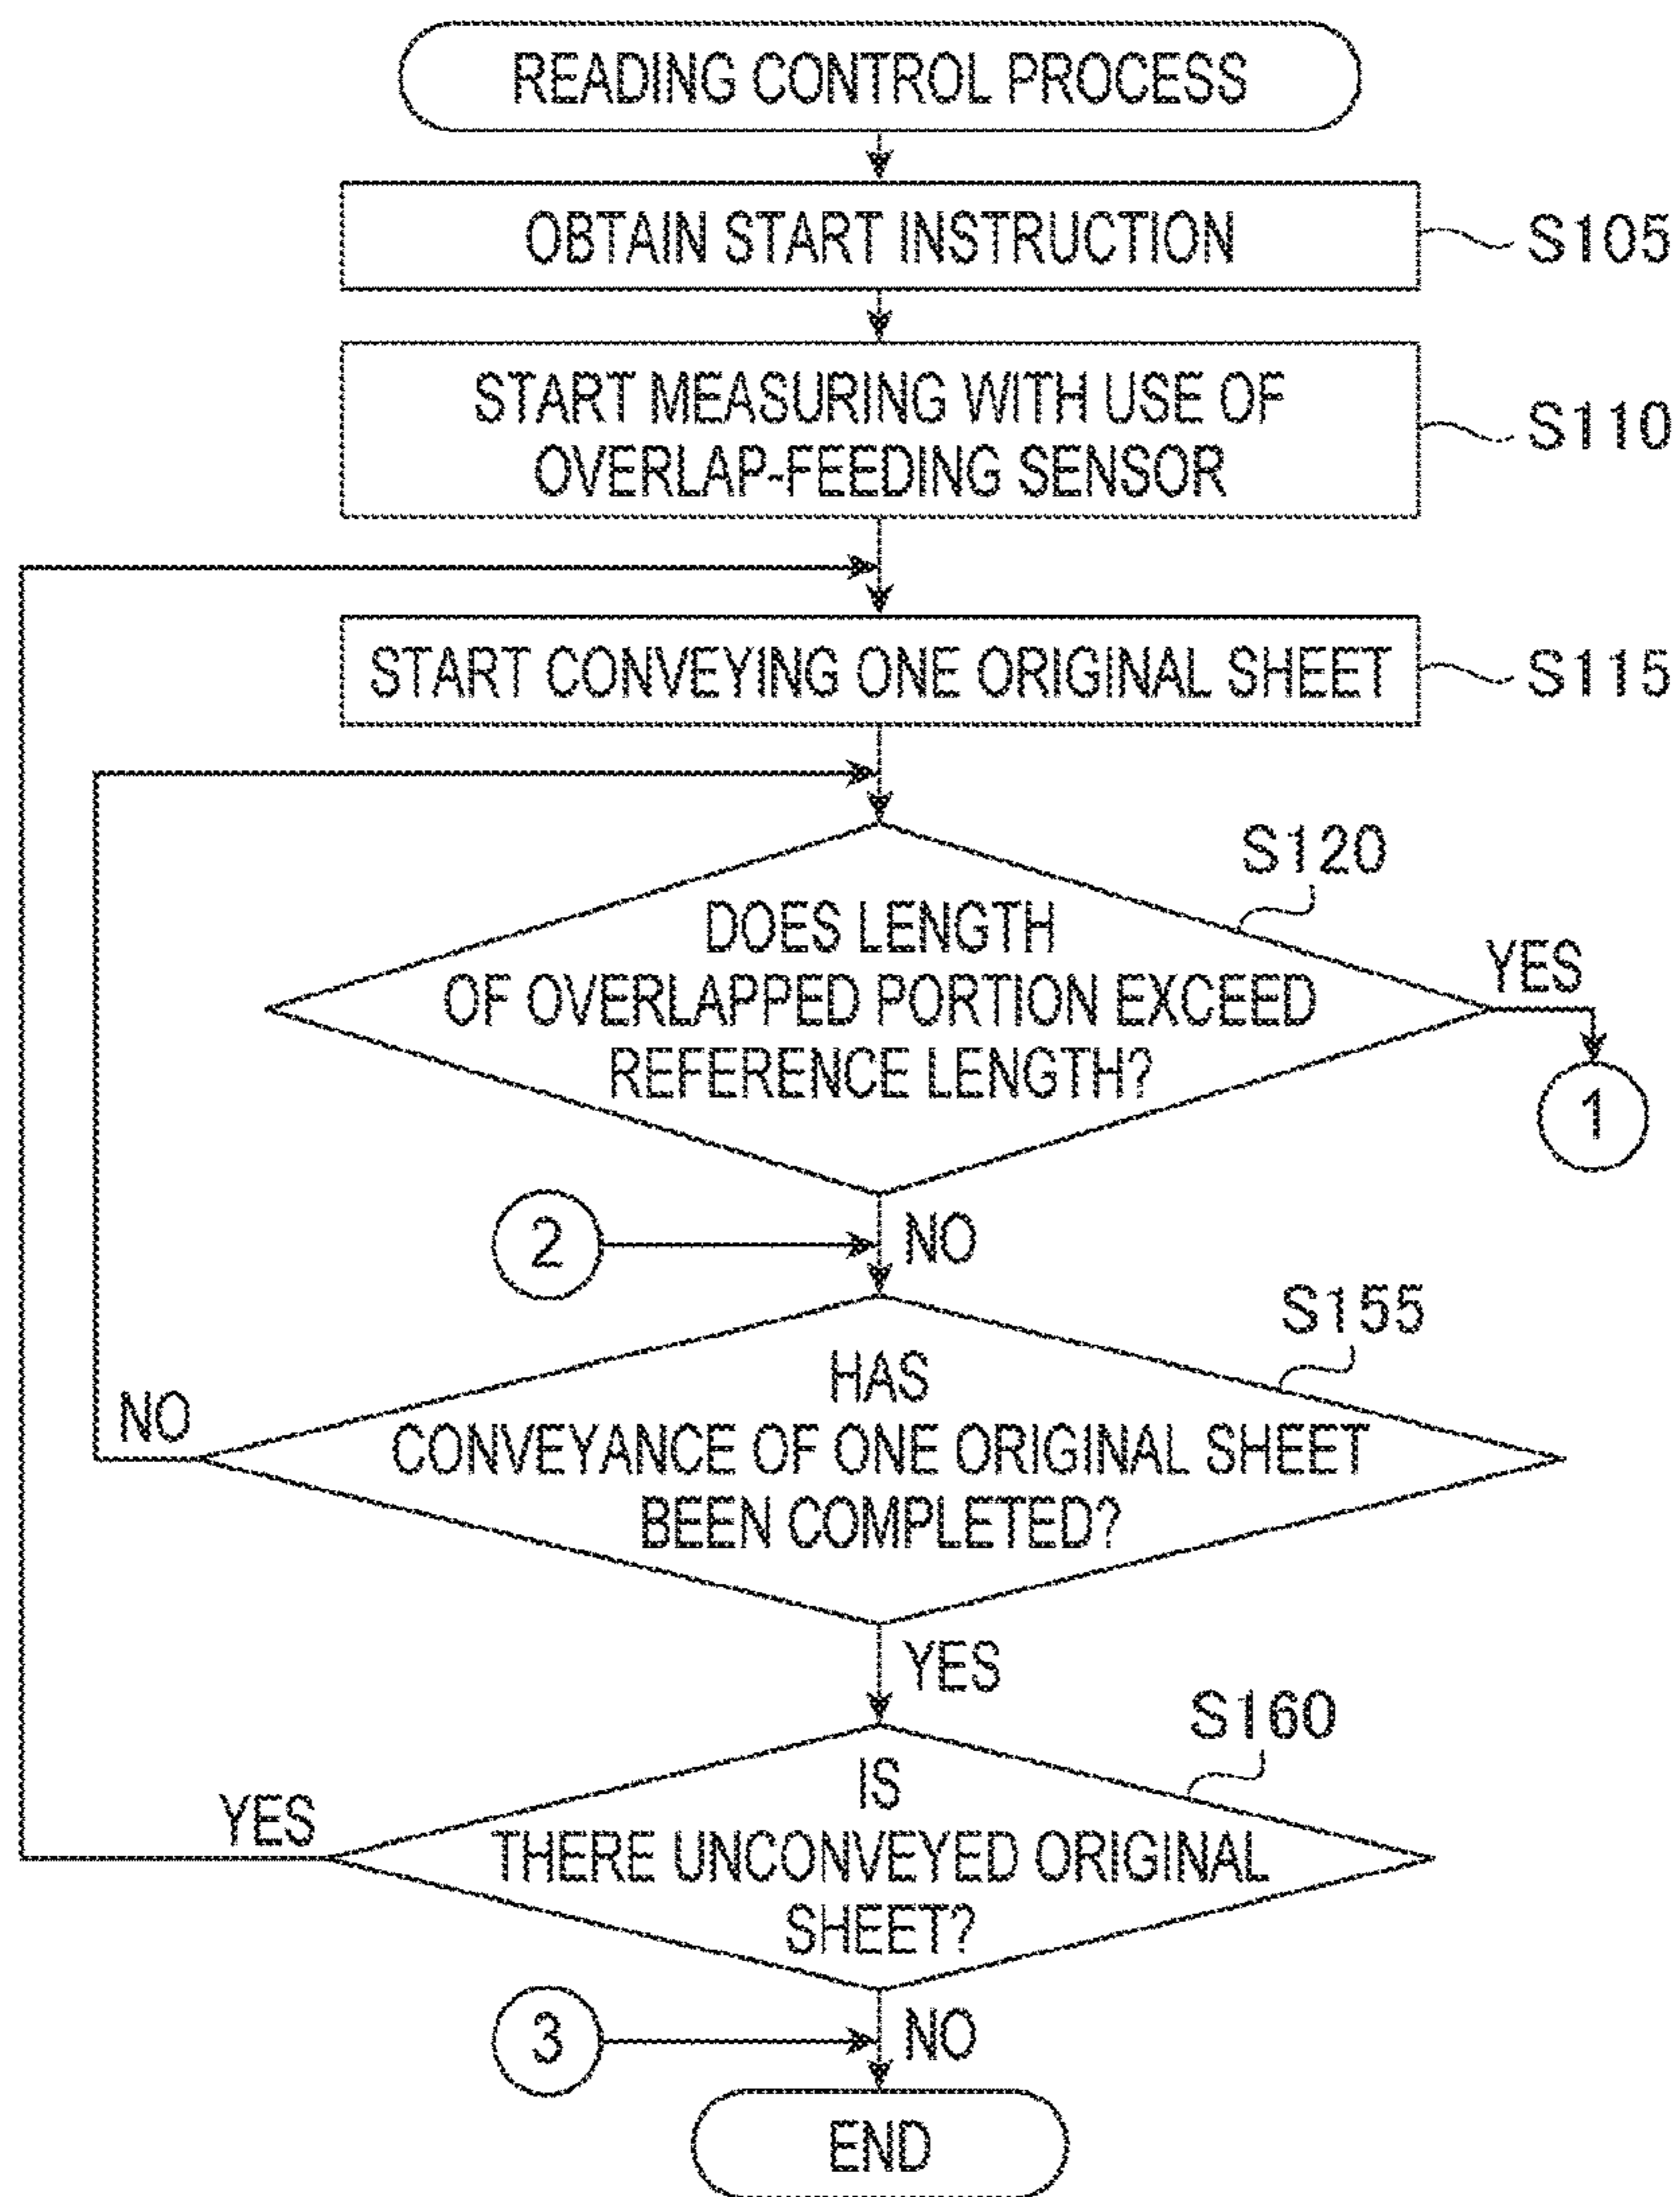 READING CONTROL PROCESS
OBTAIN START INSTRUCTION
S105
START MEASURING WITH USE OF
OVERLAP-FEEDING SENSOR
S110
START CONVEYING ONE ORIGINAL SHEET
S115
S120
DOES LENGTH
OF OVERLAPPED PORTION EXCEED
REFERENCE LENGTH?
YES
1
2
NO
S155
HAS
CONVEYANCE OF ONE ORIGINAL SHEET
BEEN COMPLETED?
NO
YES
S160
IS
THERE UNCONVEYED ORIGINAL
SHEET?
YES
3
NO
END